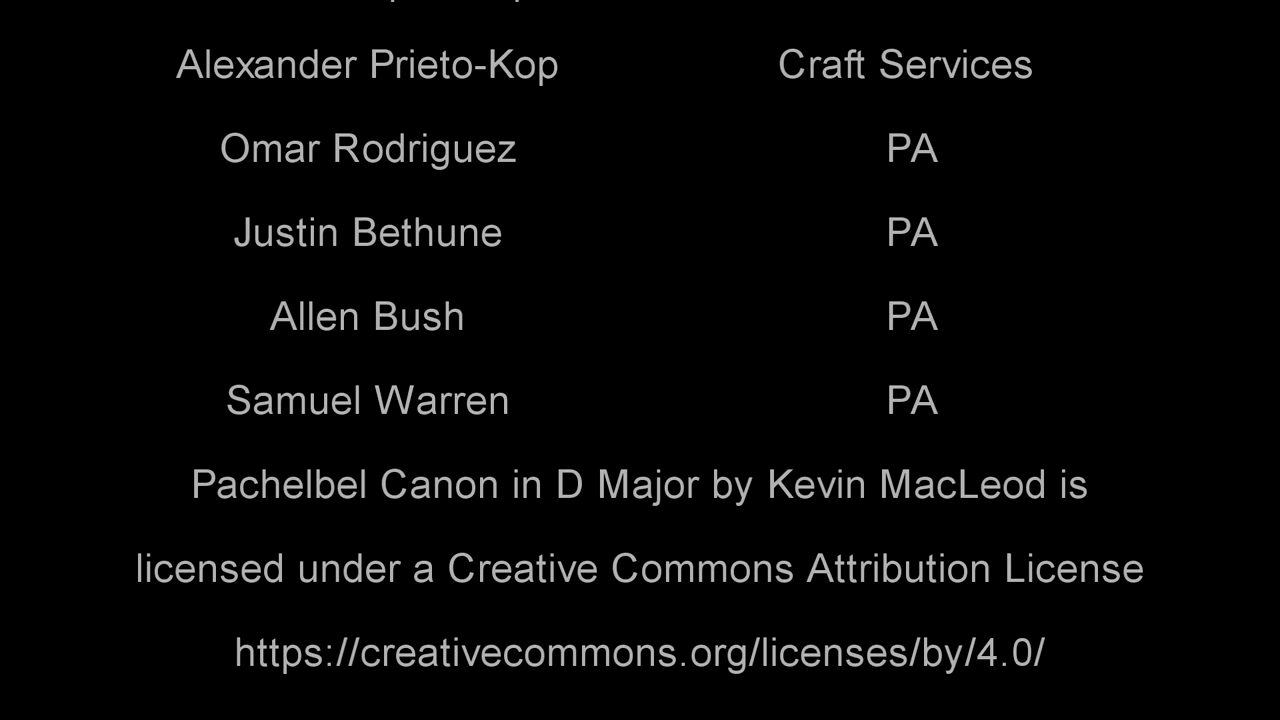 Alexander Prieto-Kop Craft Services
Omar Rodriguez PA
Justin Bethune PA
Allen Bush PA
Samuel Warren PA
Pachelbel Canon in D Major by Kevin MacLeod is
licensed under a Creative Commons Attribution License
https://creativecommons.org/licenses/by/4.0/